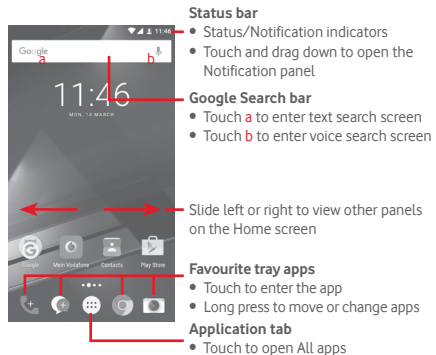 Status bar
11:46
• Status/Notification indicators
• Touch and drag down to open the
Notification panel
Google
a
b
Google Search bar
• Touch a to enter text search screen
• Touch b to enter voice search screen
11:46
MON, 14 MARCH
Slide left or right to view other panels
on the Home screen
Google
Mein Vodafone
Contacts
Play Store
Favourite tray apps
• Touch to enter the app
• Long press to move or change apps
Application tab
• Touch to open All apps